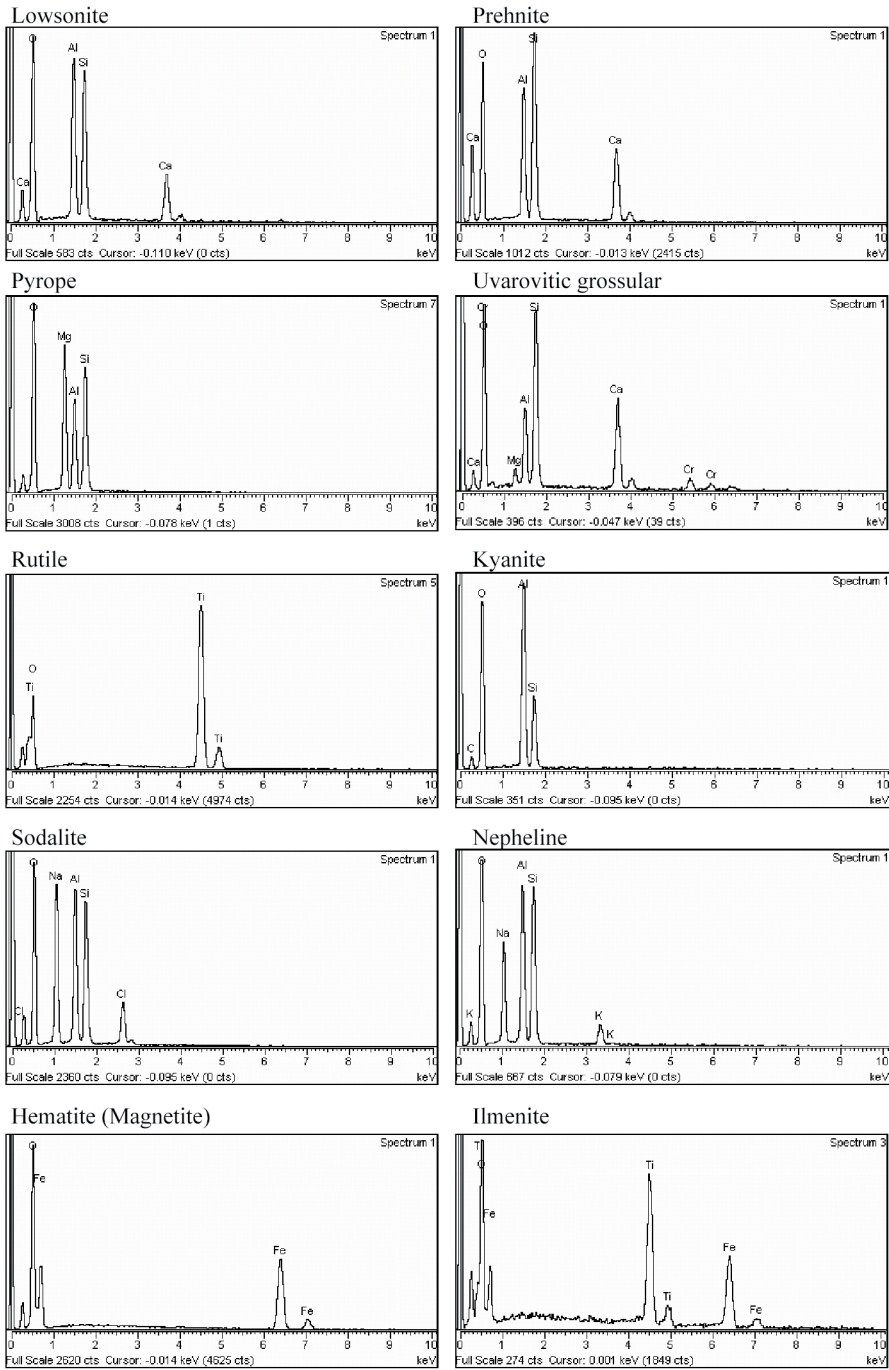 Lowsonite
Spectrum 1
O
Al
Si
Ca
Ca
0 1 2 3 4 5 6 7 8 9 10
Full Scale 583 cts Cursor: -0.110 keV (0 cts) keV
Prehnite
Spectrum 1
Si
O
Al
Ca
Ca
0 1 2 3 4 5 6 7 8 9 10
Full Scale 1012 cts Cursor: -0.013 keV (2415 cts) keV
Pyrope
Spectrum 7
O
Mg
Si
Al
0 1 2 3 4 5 6 7 8 9 10
Full Scale 3008 cts Cursor: -0.078 keV (1 cts) keV
Uvarovitic grossular
Spectrum 1
Si
O
Ca
Al
Ca
Mg
Cr
Cr
0 1 2 3 4 5 6 7 8 9 10
Full Scale 396 cts Cursor: -0.047 keV (39 cts) keV
Rutile
Spectrum 5
Ti
O
Ti
Ti
0 1 2 3 4 5 6 7 8 9 10
Full Scale 2254 cts Cursor: -0.014 keV (4974 cts) keV
Kyanite
Spectrum 1
Al
O
Si
C
0 1 2 3 4 5 6 7 8 9 10
Full Scale 351 cts Cursor: -0.095 keV (0 cts) keV
Sodalite
Spectrum 1
O
Na
Al
Si
Cl
Cl
0 1 2 3 4 5 6 7 8 9 10
Full Scale 2360 cts Cursor: -0.095 keV (0 cts) keV
Nepheline
Spectrum 1
O
Al
Si
Na
K
K
K
0 1 2 3 4 5 6 7 8 9 10
Full Scale 667 cts Cursor: -0.079 keV (0 cts) keV
Hematite (Magnetite)
Spectrum 1
O
Fe
Fe
Fe
0 1 2 3 4 5 6 7 8 9 10
Full Scale 2620 cts Cursor: -0.014 keV (4625 cts) keV
Ilmenite
Spectrum 3
O
Ti
Fe
Fe
Ti
Fe
0 1 2 3 4 5 6 7 8 9 10
Full Scale 274 cts Cursor: 0.001 keV (1849 cts) keV